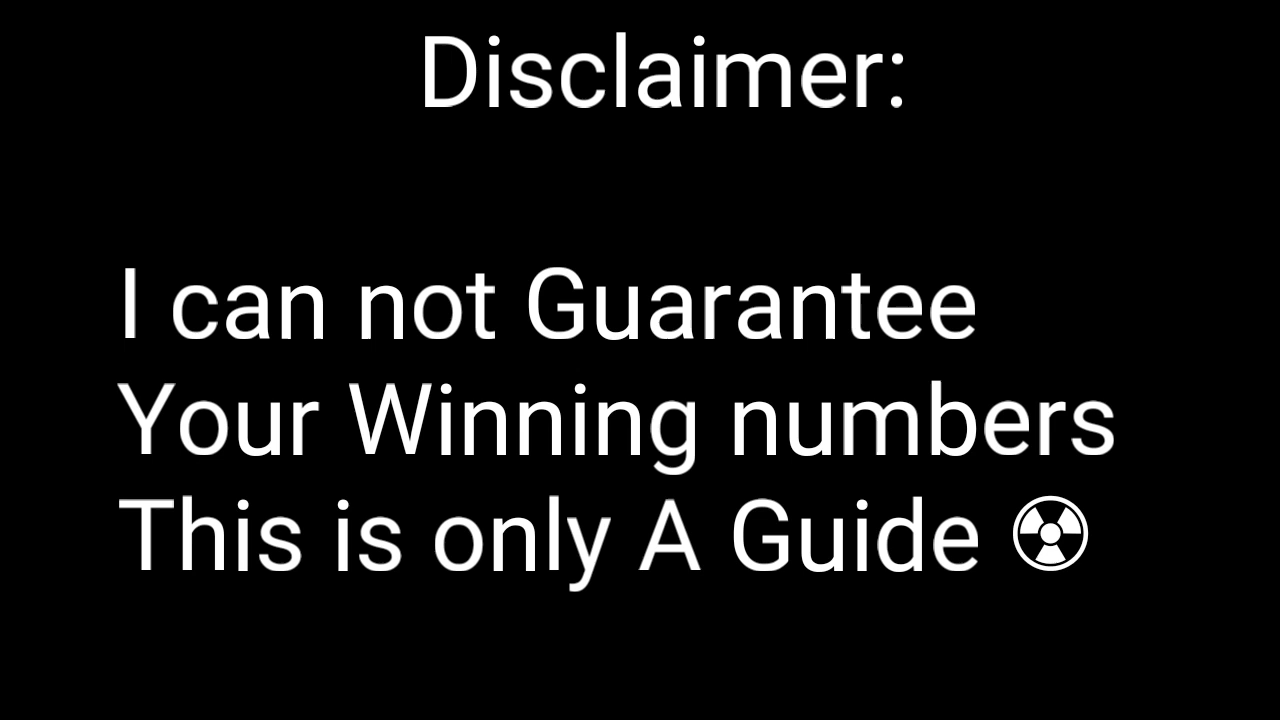 Disclaimer:
I can not Guarantee
Your Winning numbers
This is only A Guide ☢